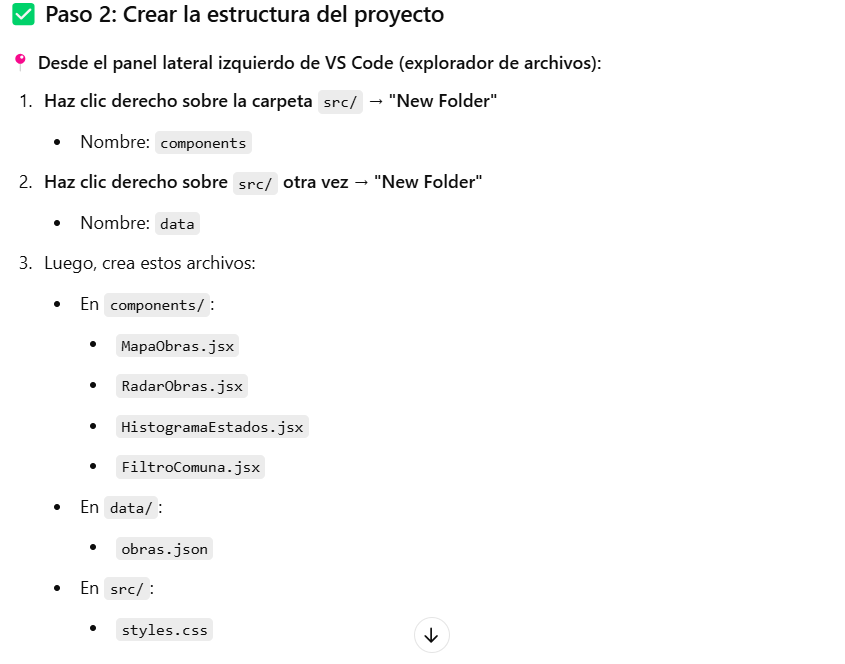 ✅ Paso 2: Crear la estructura del proyecto
📍 Desde el panel lateral izquierdo de VS Code (explorador de archivos):
1. Haz clic derecho sobre la carpeta src/ → "New Folder"
• Nombre: components
2. Haz clic derecho sobre src/ otra vez → "New Folder"
• Nombre: data
3. Luego, crea estos archivos:
• En components/ :
• MapaObras.jsx
• RadarObras.jsx
• HistogramaEstados.jsx
• FiltroComuna.jsx
• En data/ :
• obras.json
• En src/ :
• styles.css